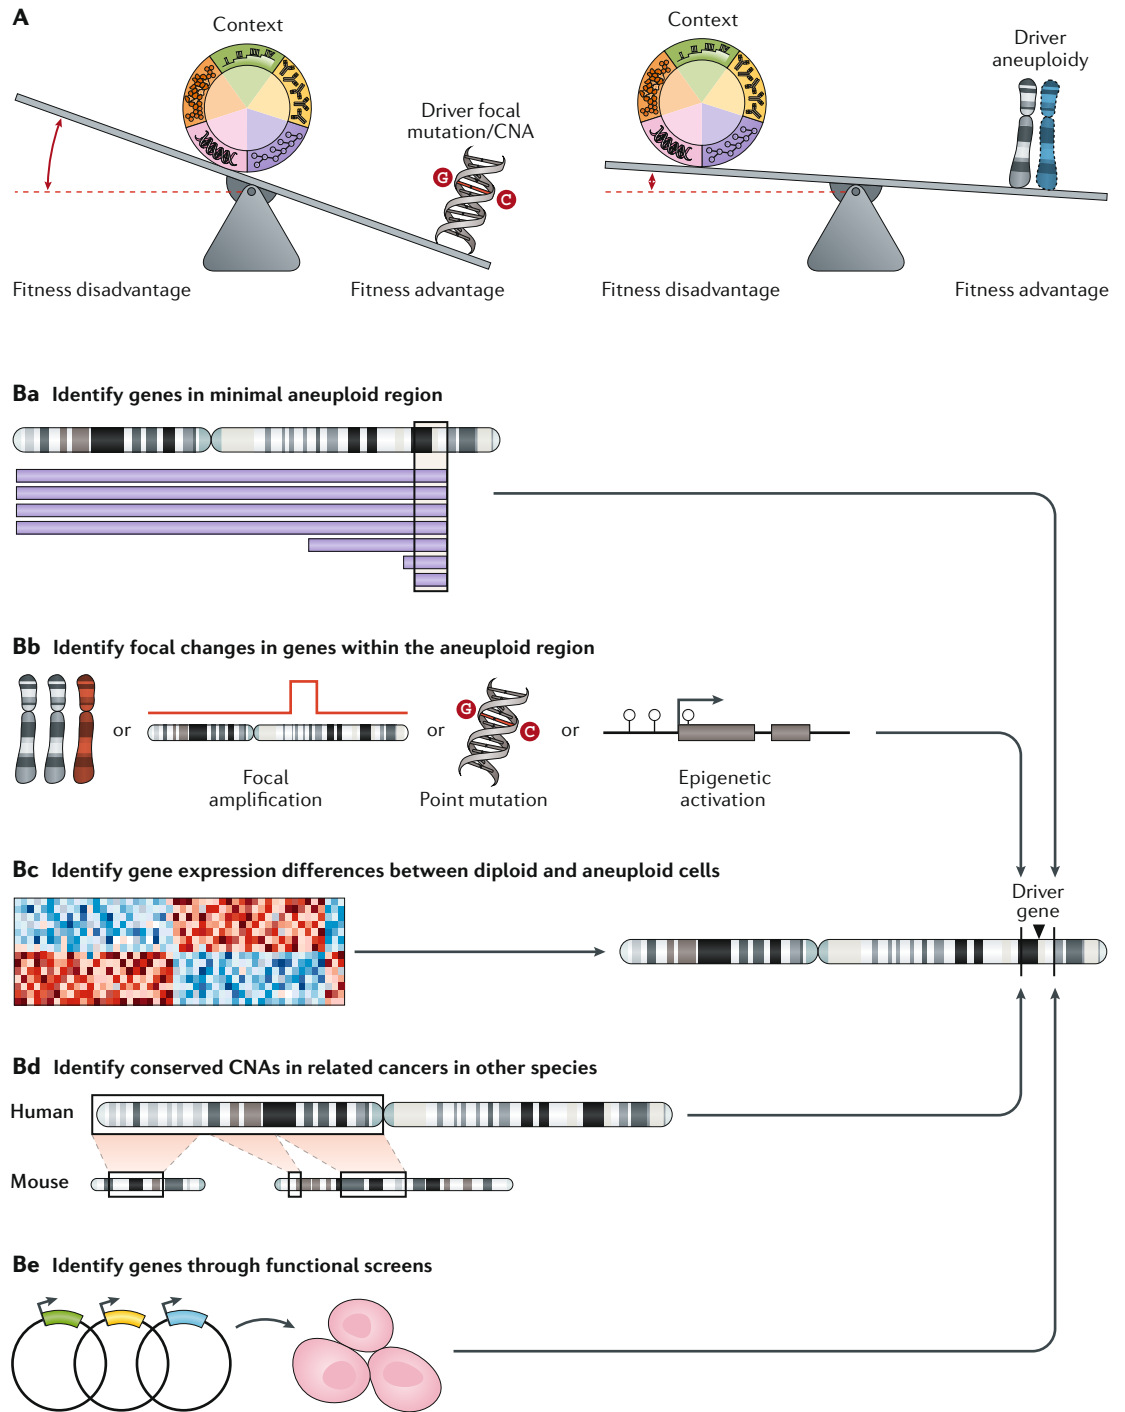 A
Context
Driver focal
mutation/CNA
G
C
Fitness disadvantage
Fitness advantage
Context
Driver
aneuploidy
Fitness disadvantage
Fitness advantage
Ba Identify genes in minimal aneuploid region
Bb Identify focal changes in genes within the aneuploid region
or
or
G
C
or
Focal
amplification
Point mutation
Epigenetic
activation
Bc Identify gene expression differences between diploid and aneuploid cells
Driver
gene
Bd Identify conserved CNAs in related cancers in other species
Human
Mouse
Be Identify genes through functional screens